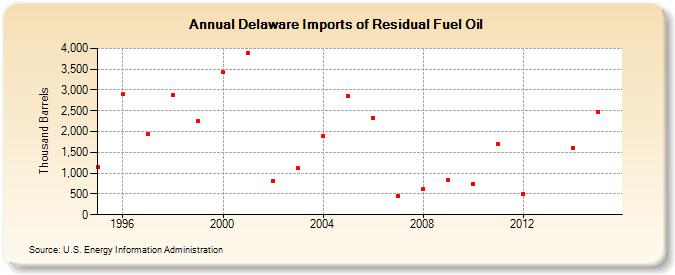 Annual Delaware Imports of Residual Fuel Oil
Thousand Barrels
4,000
3,500
3,000
2,500
2,000
1,500
1,000
500
0
1996 2000 2004 2008 2012
Source: U.S. Energy Information Administration